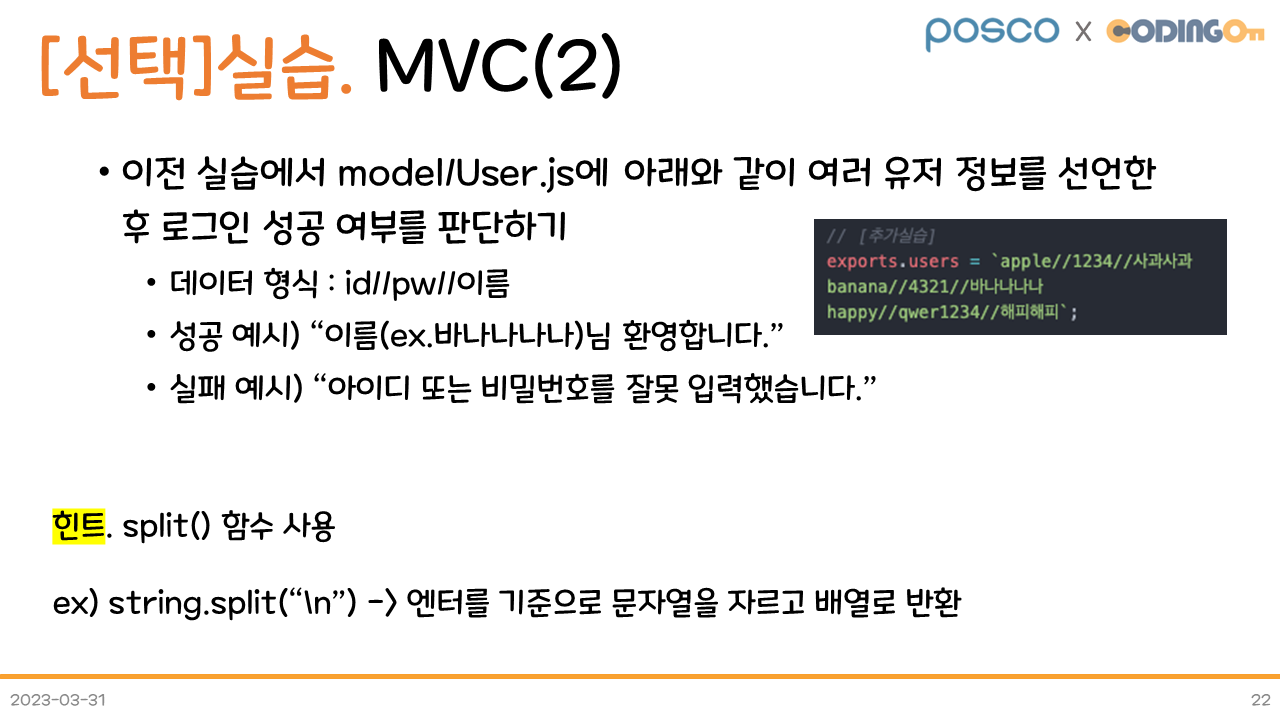 posco x CODINGOn
[선택]실습. MVC(2)
• 이전 실습에서 model/User.js에 아래와 같이 여러 유저 정보를 선언한
후 로그인 성공 여부를 판단하기
• 데이터 형식 : id//pw//이름
• 성공 예시) “이름(ex.바나나나나)님 환영합니다.”
• 실패 예시) “아이디 또는 비밀번호를 잘못 입력했습니다.”
// [추가실습]
exports.users = `apple//1234//사과사과
banana//4321//바나나나나
happy//qwer1234//해피해피`;
힌트. split() 함수 사용
ex) string.split(“\n”) -> 엔터를 기준으로 문자열을 자르고 배열로 반환
2023-03-31
22